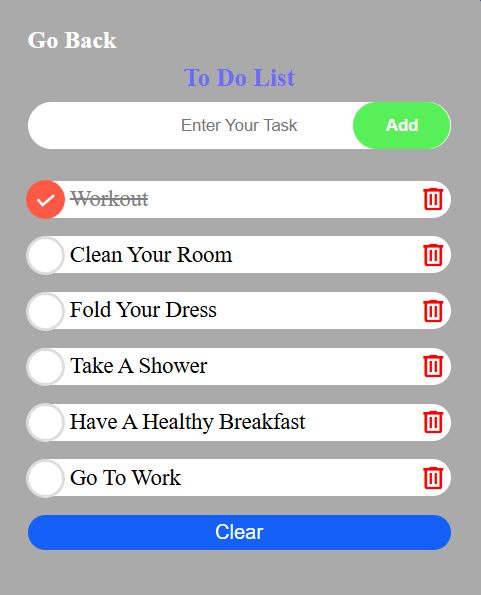 Go Back
To Do List
Enter Your Task Add
Workout
Clean Your Room
Fold Your Dress
Take A Shower
Have A Healthy Breakfast
Go To Work
Clear